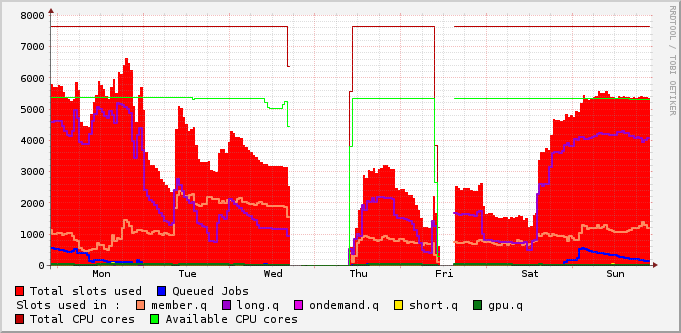 RRDTOOL / TOBI OETIKER
8000
7000
6000
5000
4000
3000
2000
1000
0
Mon Tue Wed Thu Fri Sat Sun
Total slots used Queued Jobs
Slots used in : member.q long.q ondemand.q short.q gpu.q
Total CPU cores Available CPU cores